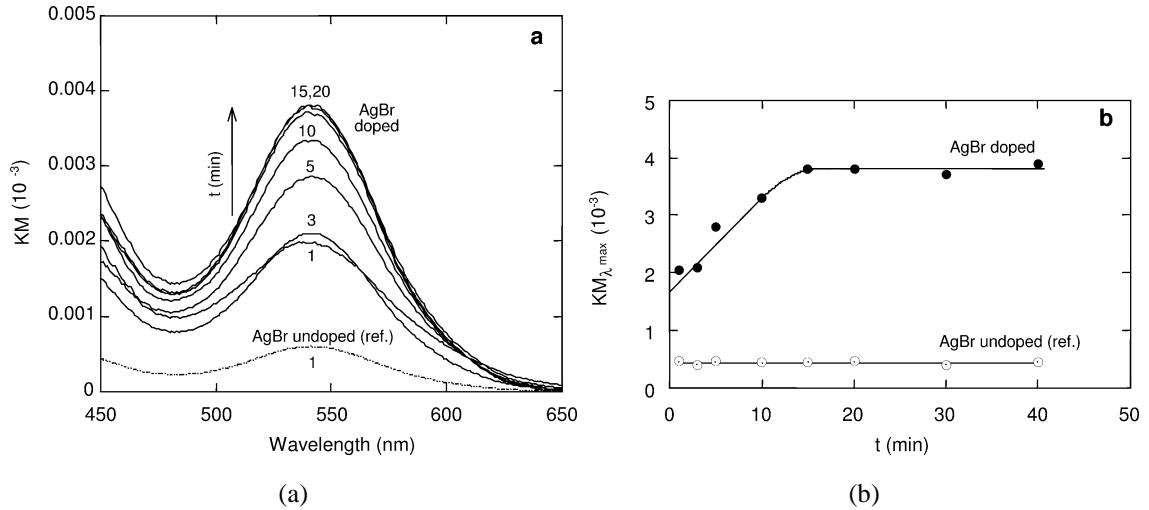 0.005
0.004
0.003
0.002
0.001
0
KM (10 -3)
450
500
550
600
650
Wavelength (nm)
a
15,20
AgBr
doped
10
5
3
1
t (min)
AgBr undoped (ref.)
1
(a)
5
4
3
2
1
0
KMλmax (10-3)
0
10
20
30
40
50
t (min)
b
AgBr doped
AgBr undoped (ref.)
(b)